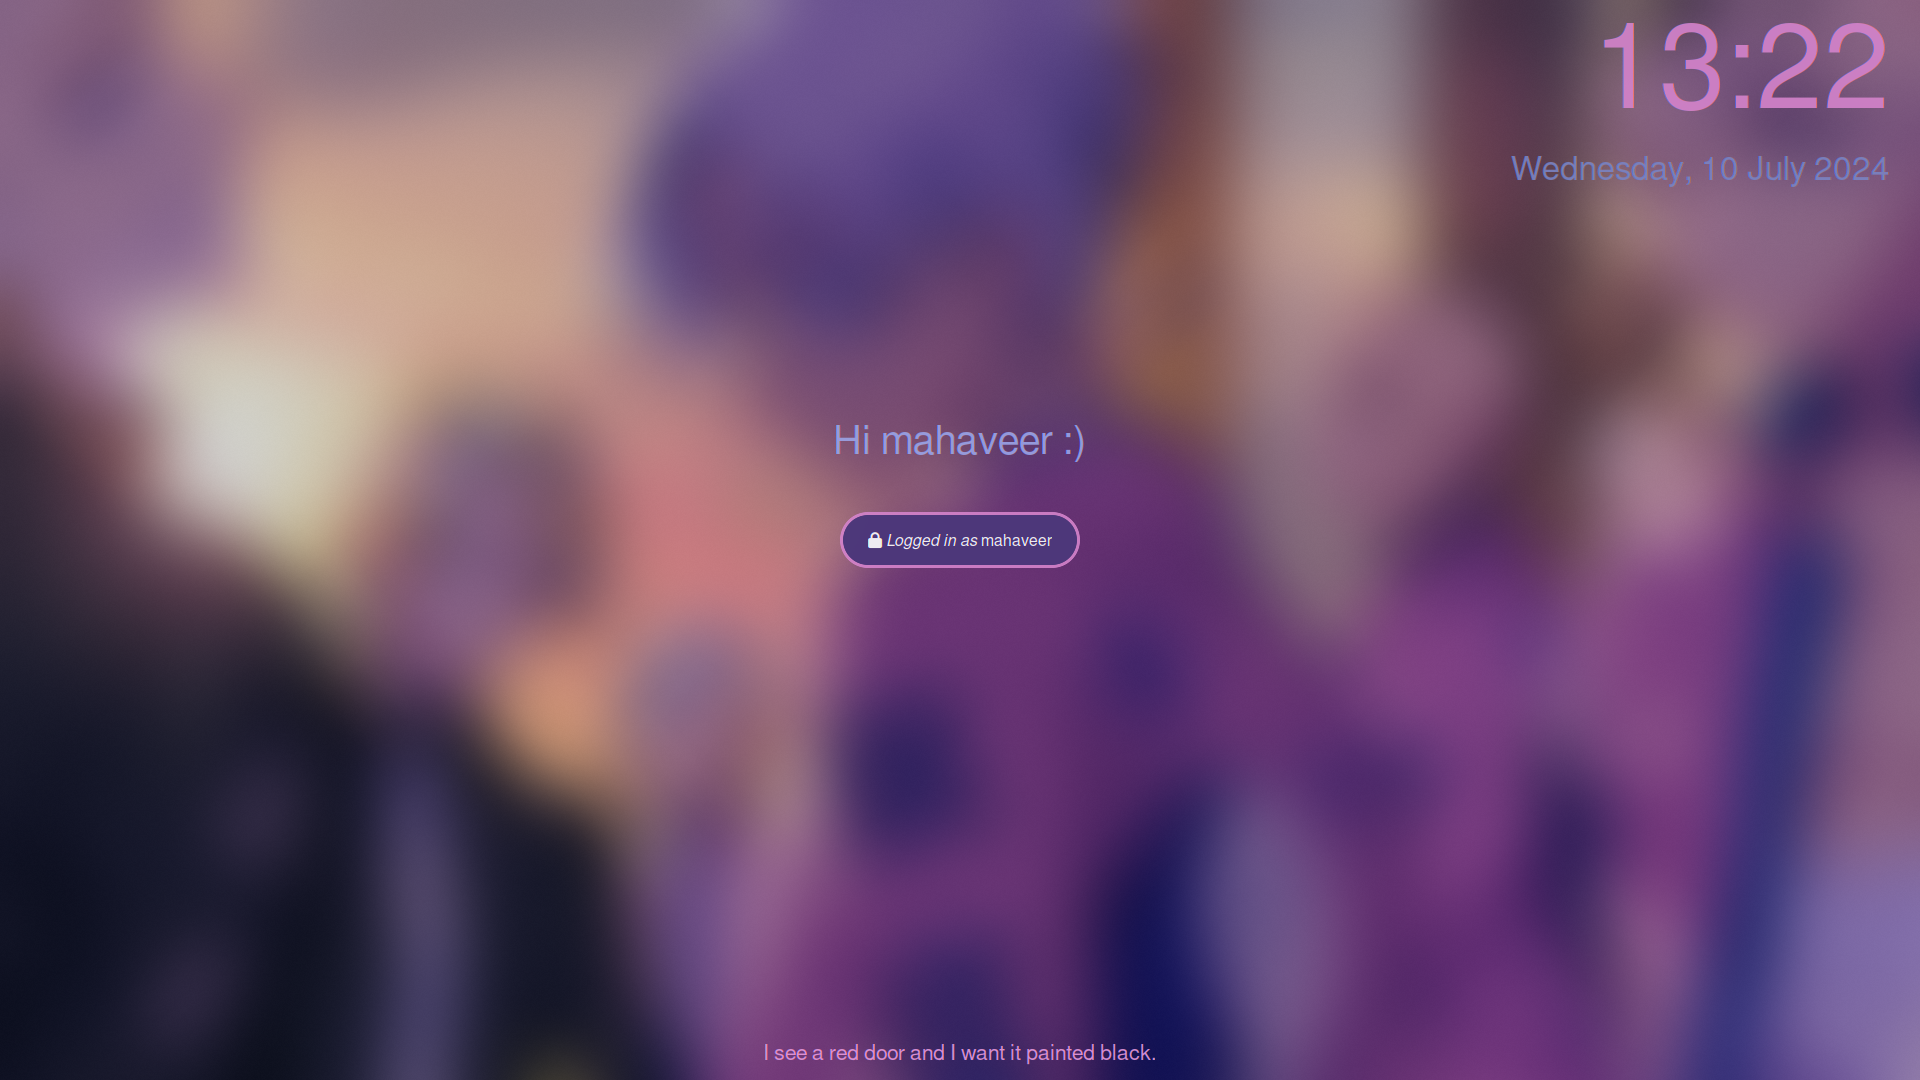 13:22
Wednesday, 10 July 2024
Hi mahaveer :)
Logged in as mahaveer
I see a red door and I want it painted black.